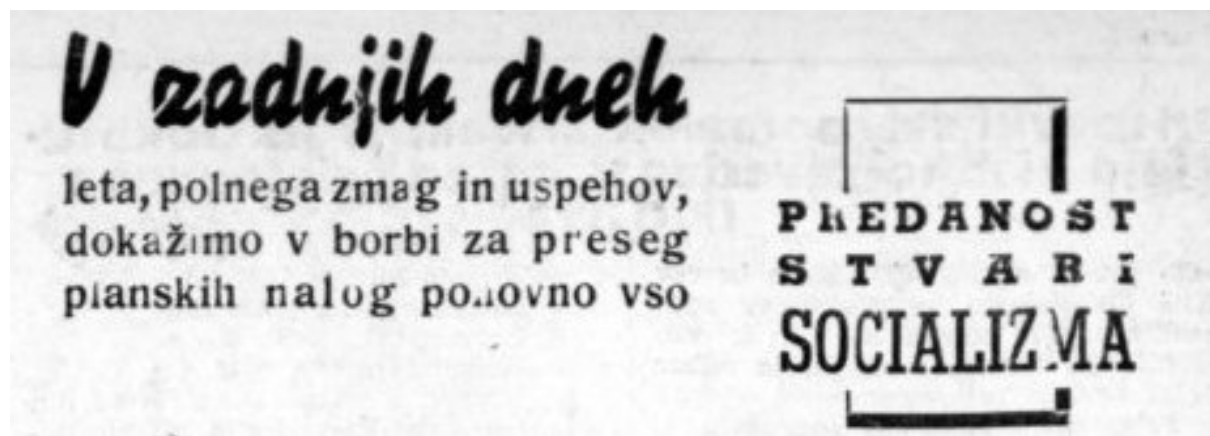 V zadnjih dneh
leta, polnega zmag in uspehov,
dokažimo v borbi za preseg
planskih nalog ponovno vso
PREDANOST
STVARI
SOCIALIZMA